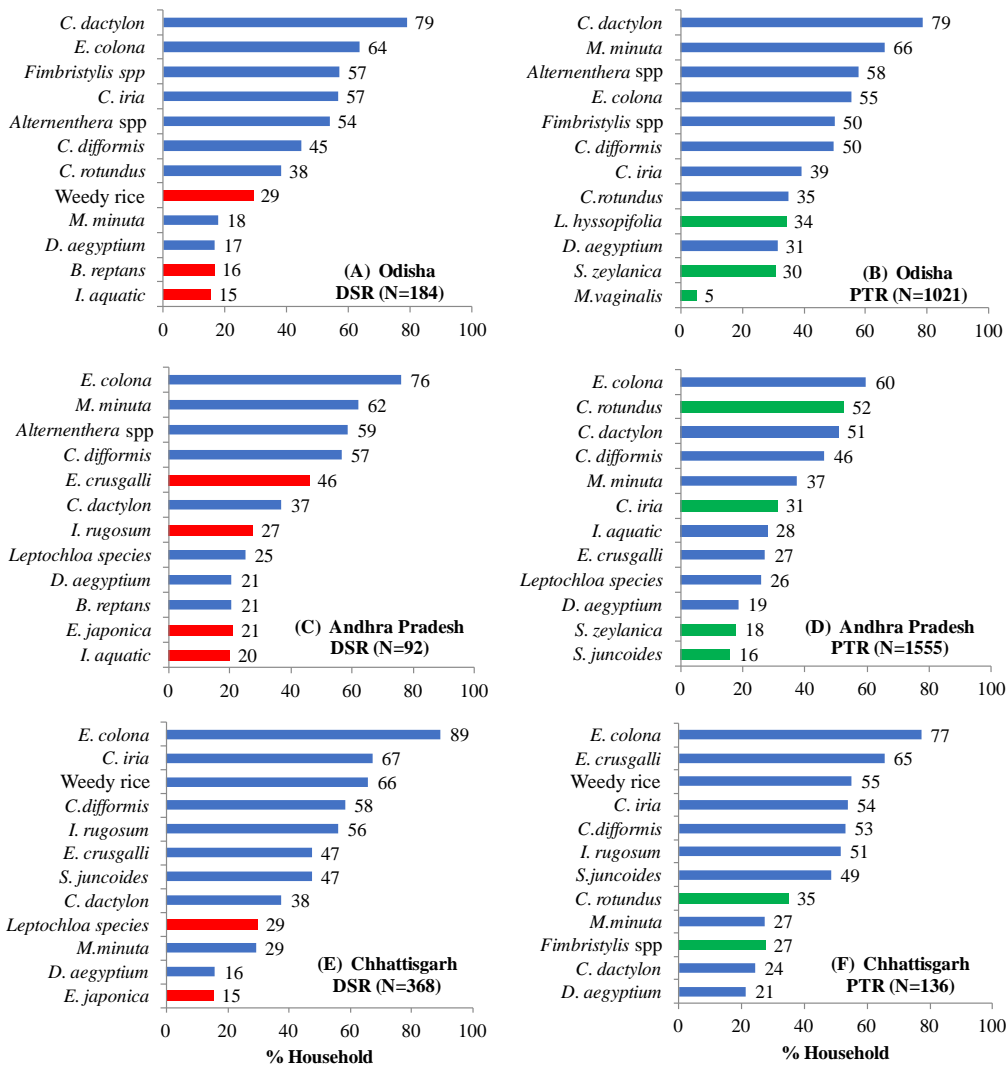 C. dactylon 79
E. colona 64
Fimbristylis spp 57
C. iria 57
Alternenthera spp 54
C. difformis 45
C. rotundus 38
Weedy rice 29
M. minuta 18
D. aegyptium 17
B. reptans 16
I. aquatic 15
(A) Odisha
DSR (N=184)
0 20 40 60 80 100
C. dactylon 79
M. minuta 66
Alternenthera spp 58
E. colona 55
Fimbristylis spp 50
C. difformis 50
C. iria 39
C.rotundus 35
L. hyssopifolia 34
D. aegyptium 31
S. zeylanica 30
M.vaginalis 5
(B) Odisha
PTR (N=1021)
0 20 40 60 80 100
E. colona 76
M. minuta 62
Alternenthera spp 59
C. difformis 57
E. crusgalli 46
C. dactylon 37
I. rugosum 27
Leptochloa species 25
D. aegyptium 21
B. reptans 21
E. japonica 21
I. aquatic 20
(C) Andhra Pradesh
DSR (N=92)
0 20 40 60 80 100
E. colona 60
C. rotundus 52
C. dactylon 51
C. difformis 46
M. minuta 37
C. iria 31
I. aquatic 28
E. crusgalli 27
Leptochloa species 26
D. aegyptium 19
S. zeylanica 18
S. juncoides 16
(D) Andhra Pradesh
PTR (N=1555)
0 20 40 60 80 100
E. colona 89
C. iria 67
Weedy rice 66
C.difformis 58
I. rugosum 56
E. crusgalli 47
S. juncoides 47
C. dactylon 38
Leptochloa species 29
M.minuta 29
D. aegyptium 16
E. japonica 15
(E) Chhattisgarh
DSR (N=368)
0 20 40 60 80 100
% Household
E. colona 77
E. crusgalli 65
Weedy rice 55
C. iria 54
C.difformis 53
I. rugosum 51
S.juncoides 49
C. rotundus 35
M.minuta 27
Fimbristylis spp 27
C. dactylon 24
D. aegyptium 21
(F) Chhattisgarh
PTR (N=136)
0 20 40 60 80 100
% Household